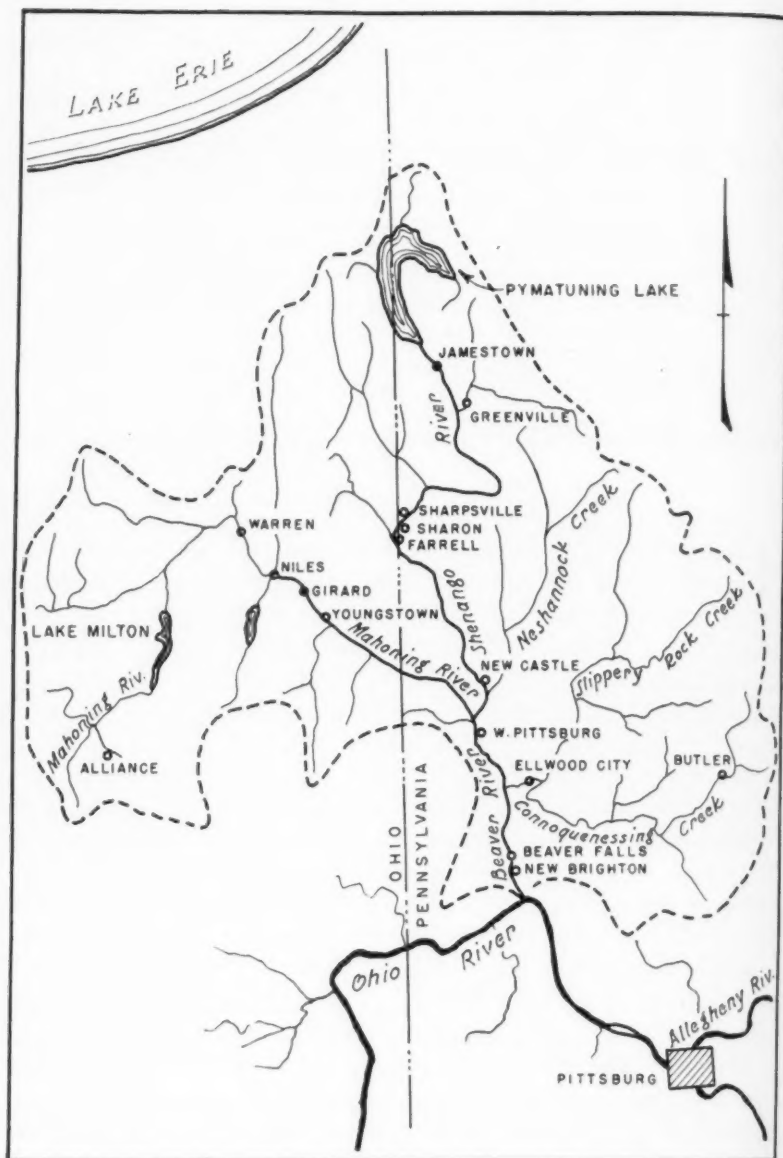 LAKE ERIE
PYMATUNING LAKE
JAMESTOWN
River
GREENVILLE
SHARPSVILLE
SHARON
FARRELL
WARREN
NILES
GIRARD
YOUNGSTOWN
LAKE MILTON
Mahoning River
Shenango
Neshannock Creek
NEW CASTLE
Slippery Rock Creek
Mahoning Riv.
ALLIANCE
W. PITTSBURG
ELLWOOD CITY
BUTLER
Beaver River
Connoquenessing Creek
OHIO
PENNSYLVANIA
BEAVER FALLS
NEW BRIGHTON
Ohio River
Allegheny Riv.
PITTSBURG